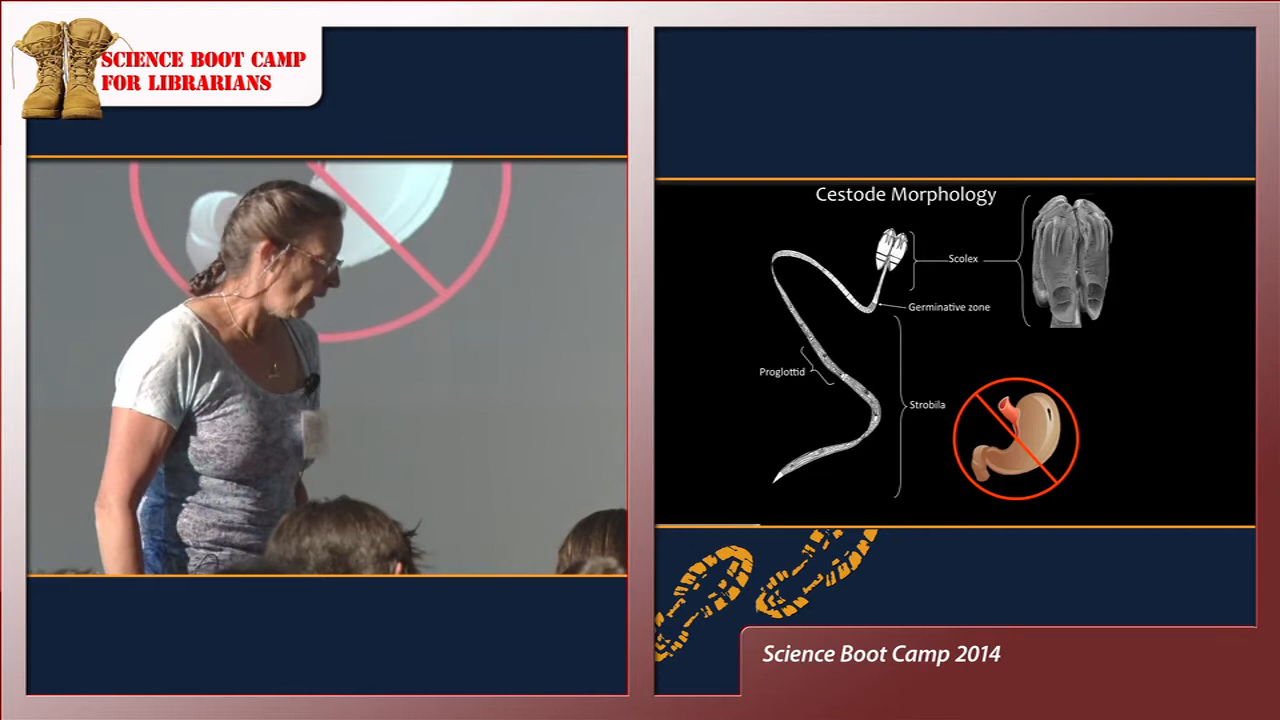 SCIENCE BOOT CAMP
FOR LIBRARIANS
Cestode Morphology
Scolex
Germinative zone
Proglottid
Strobila
Science Boot Camp 2014